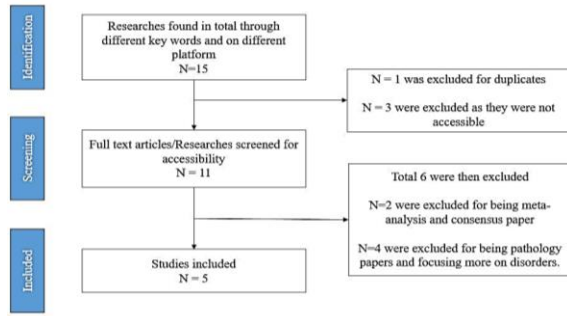 Identification
Researches found in total through
different key words and on different
platform
N=15
N = 1 was excluded for duplicates
N = 3 were excluded as they were not
accessible
Screening
Full text articles/Researches screened for
accessibility
N = 11
Total 6 were then excluded
N=2 were excluded for being meta-
analysis and consensus paper
N=4 were excluded for being pathology
papers and focusing more on disorders.
Included
Studies included
N = 5